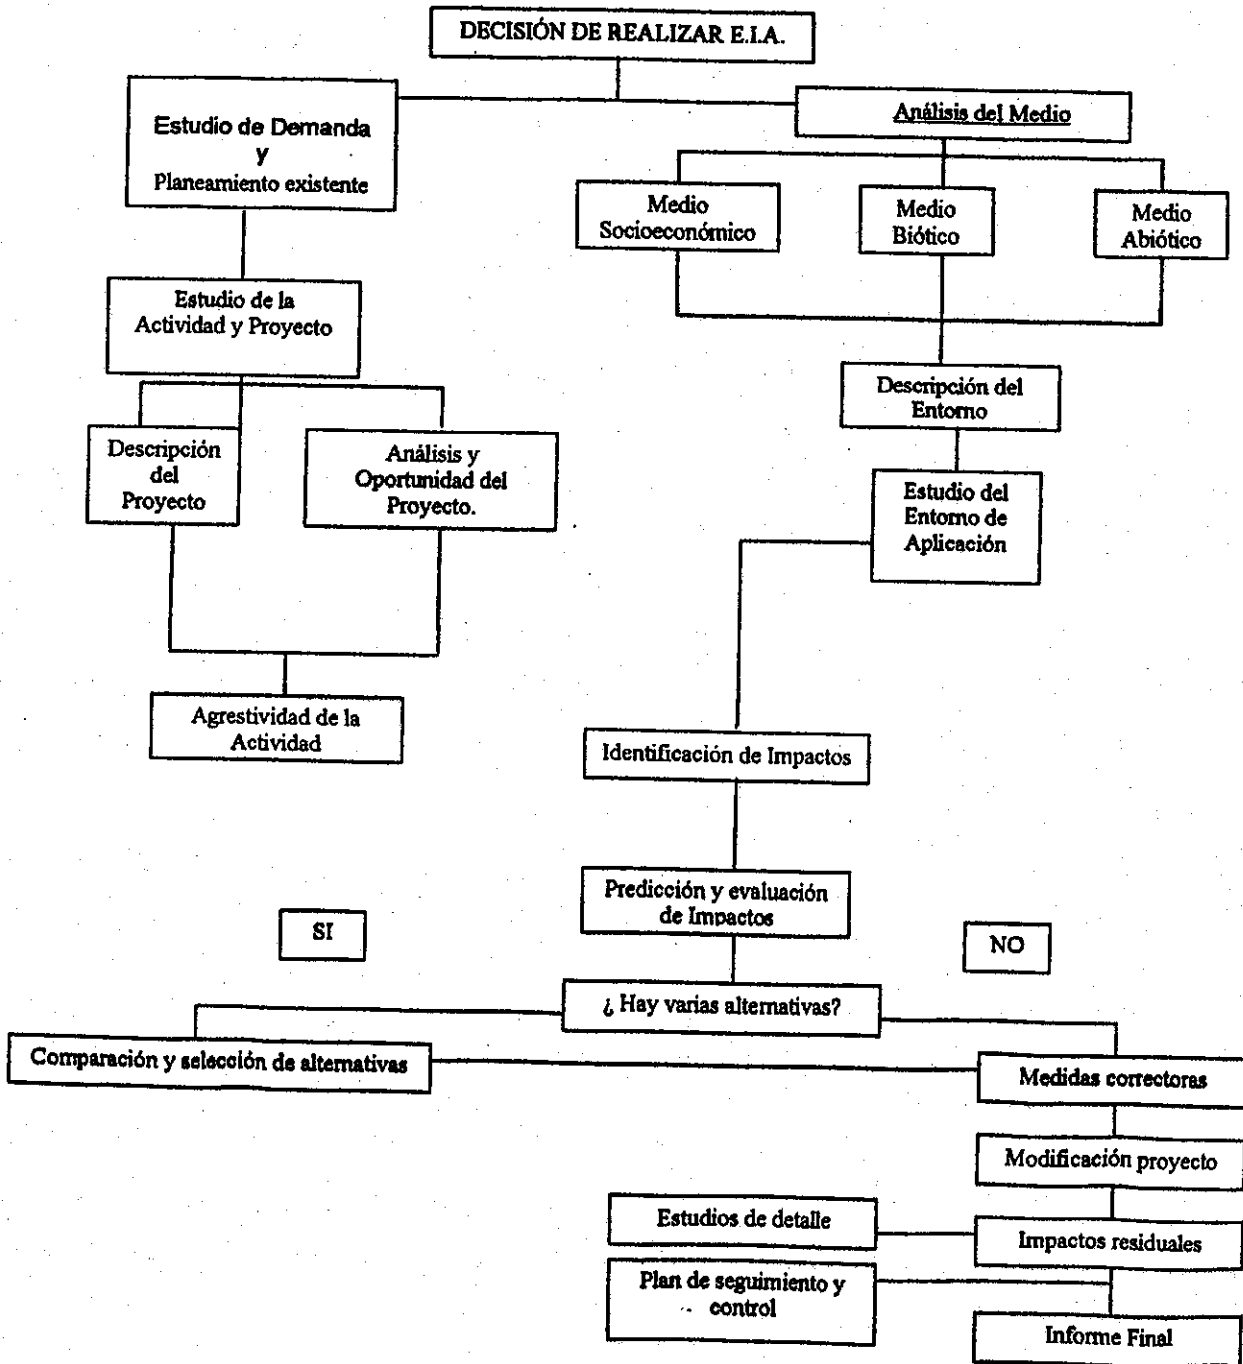 DECISIÓN DE REALIZAR E.I.A.
Estudio de Demanda
y
Planeamiento existente
Análisis del Medio
Medio
Socioeconómico
Medio
Biótico
Medio
Abiótico
Estudio de la
Actividad y Proyecto
Descripción del
Entorno
Descripción
del
Proyecto
Análisis y
Oportunidad del
Proyecto.
Estudio del
Entorno de
Aplicación
Agrestividad de la
Actividad
Identificación de Impactos
Predicción y evaluación
de Impactos
SI
NO
¿ Hay varias alternativas?
Comparación y selección de alternativas
Medidas correctoras
Modificación proyecto
Estudios de detalle
Impactos residuales
Plan de seguimiento y
control
Informe Final